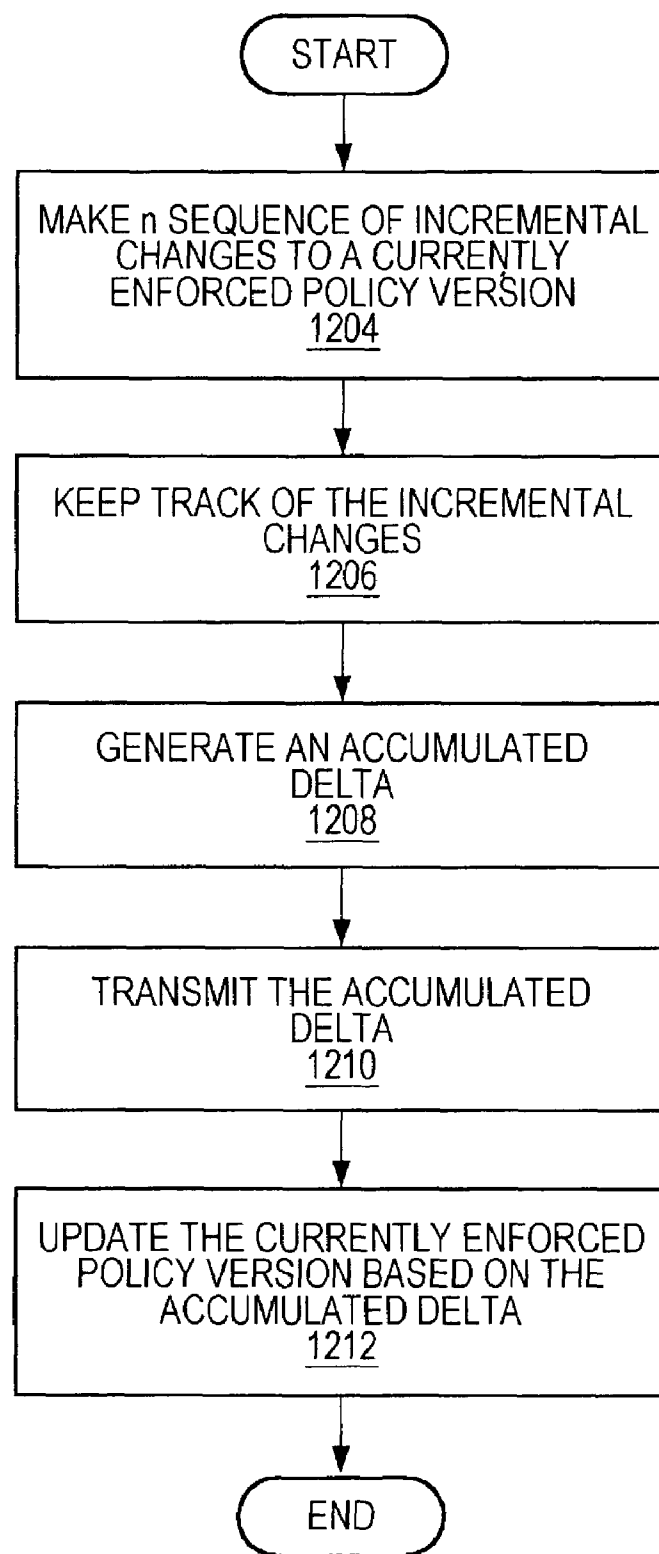 START
MAKE n SEQUENCE OF INCREMENTAL
CHANGES TO A CURRENTLY
ENFORCED POLICY VERSION
1204
KEEP TRACK OF THE INCREMENTAL
CHANGES
1206
GENERATE AN ACCUMULATED
DELTA
1208
TRANSMIT THE ACCUMULATED
DELTA
1210
UPDATE THE CURRENTLY ENFORCED
POLICY VERSION BASED ON THE
ACCUMULATED DELTA
1212
END